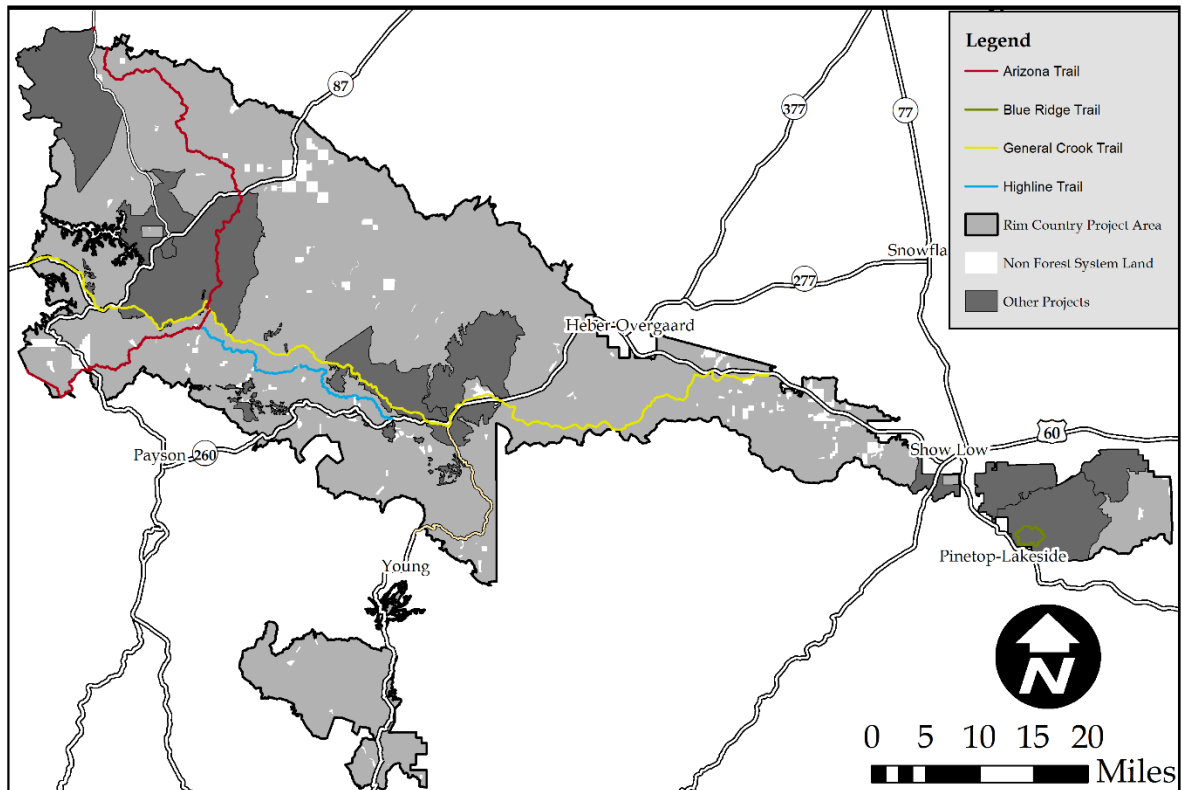 Legend
Arizona Trail
Blue Ridge Trail
General Crook Trail
Highline Trail
Rim Country Project Area
Non Forest System Land
Other Projects
87
377
77
Snowfla
277
Heber-Overgaard
60
Show Low
Payson 260
Pinetop-Lakeside
Young
N
0 5 10 15 20
Miles